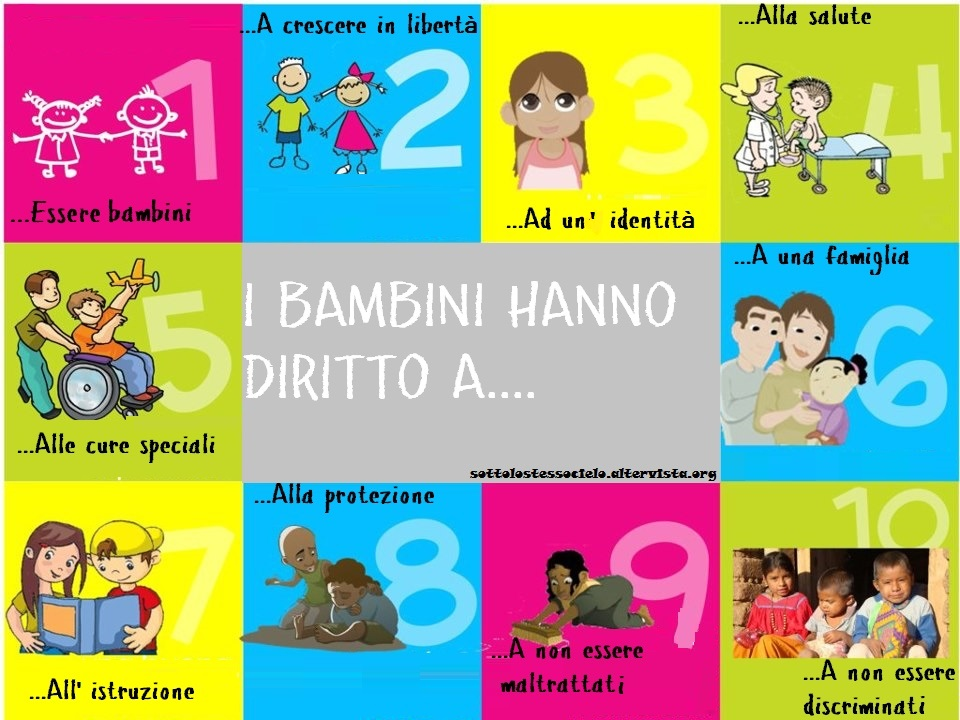 1
...Essere bambini
...A crescere in libertà
2
3
...Ad un' identità
...Alla salute
4
5
...Alle cure speciali
I BAMBINI HANNO
DIRITTO A....
sottolostessocielo.altervista.org
...A una famiglia
6
7
...All' istruzione
...Alla protezione
8
9
...A non essere
maltrattati
10
...A non essere
discriminati